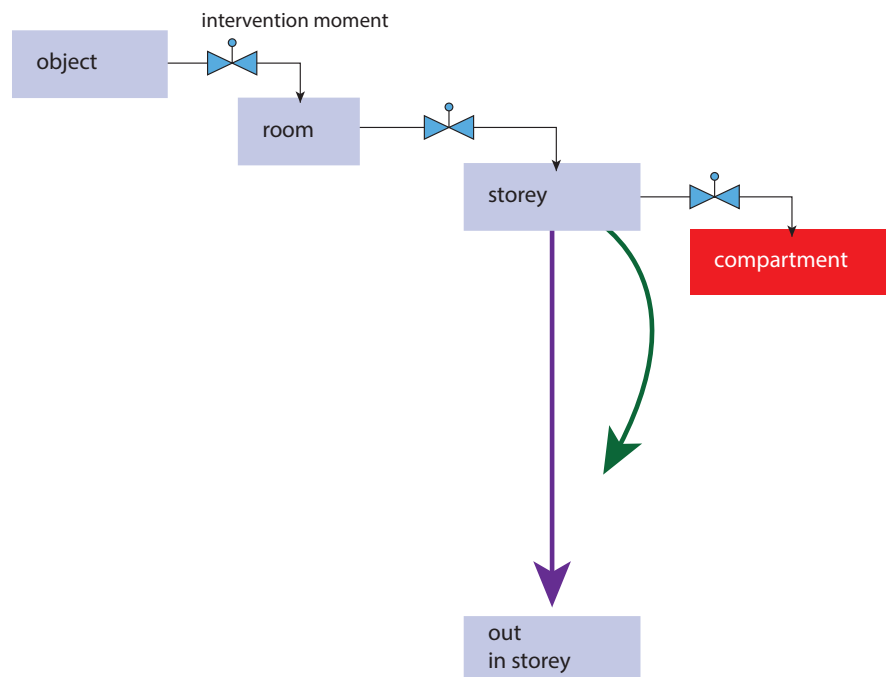 intervention moment
object
room
storey
compartment
out
in storey